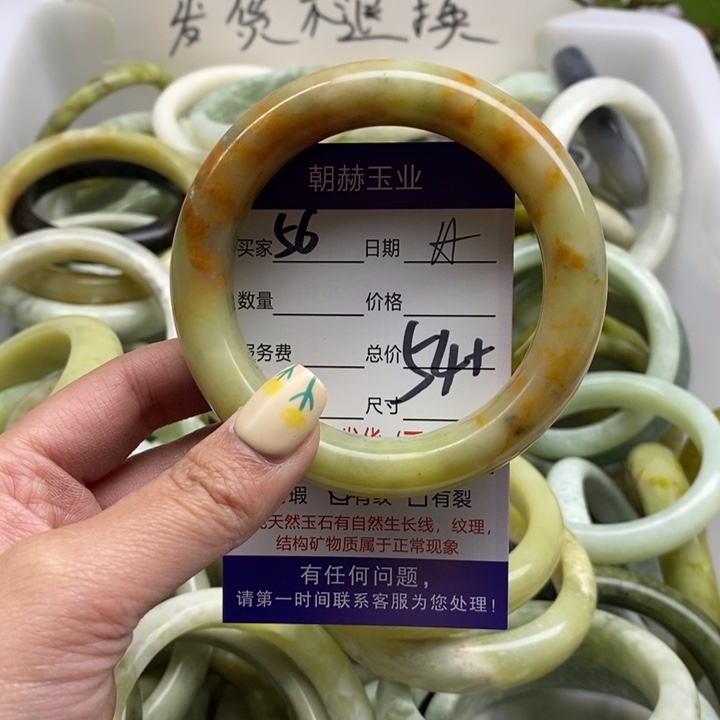 发货不退换
朝赫玉业
买家 56 日期
数量 价格
服务费 总价 54+
尺寸
瑕 有纹 有裂
天然玉石有自然生长线，纹理，
结构矿物质属于正常现象
有任何问题，
请第一时间联系客服为您处理！